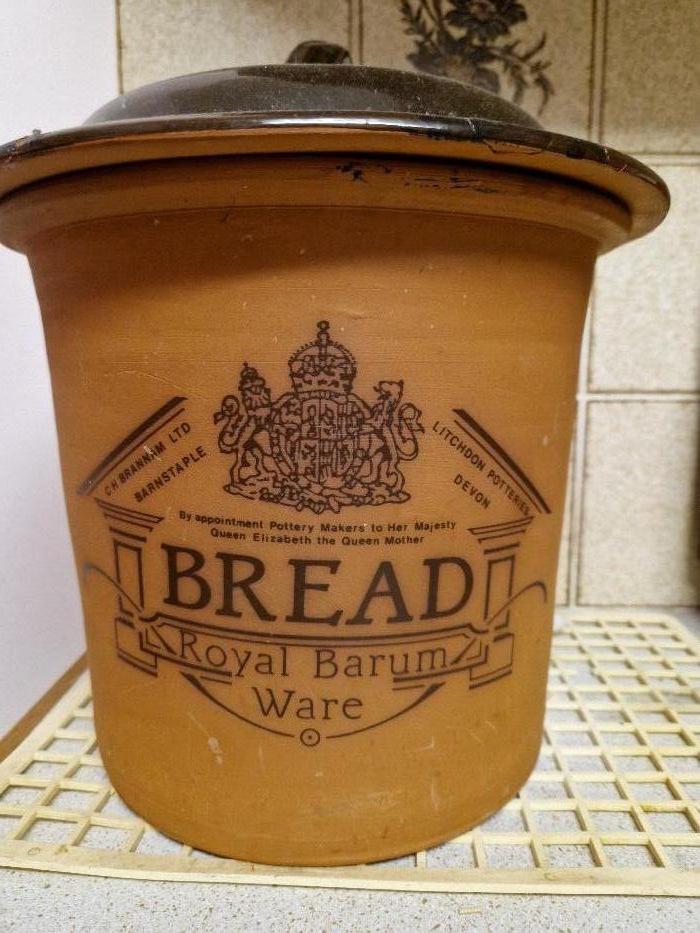 CH BRANNAM LTD
BARNSTAPLE
LITCHDON POTTERIES
DEVON
By appointment Pottery Makers to Her Majesty
Queen Elizabeth the Queen Mother
BREAD
Royal Barum
Ware